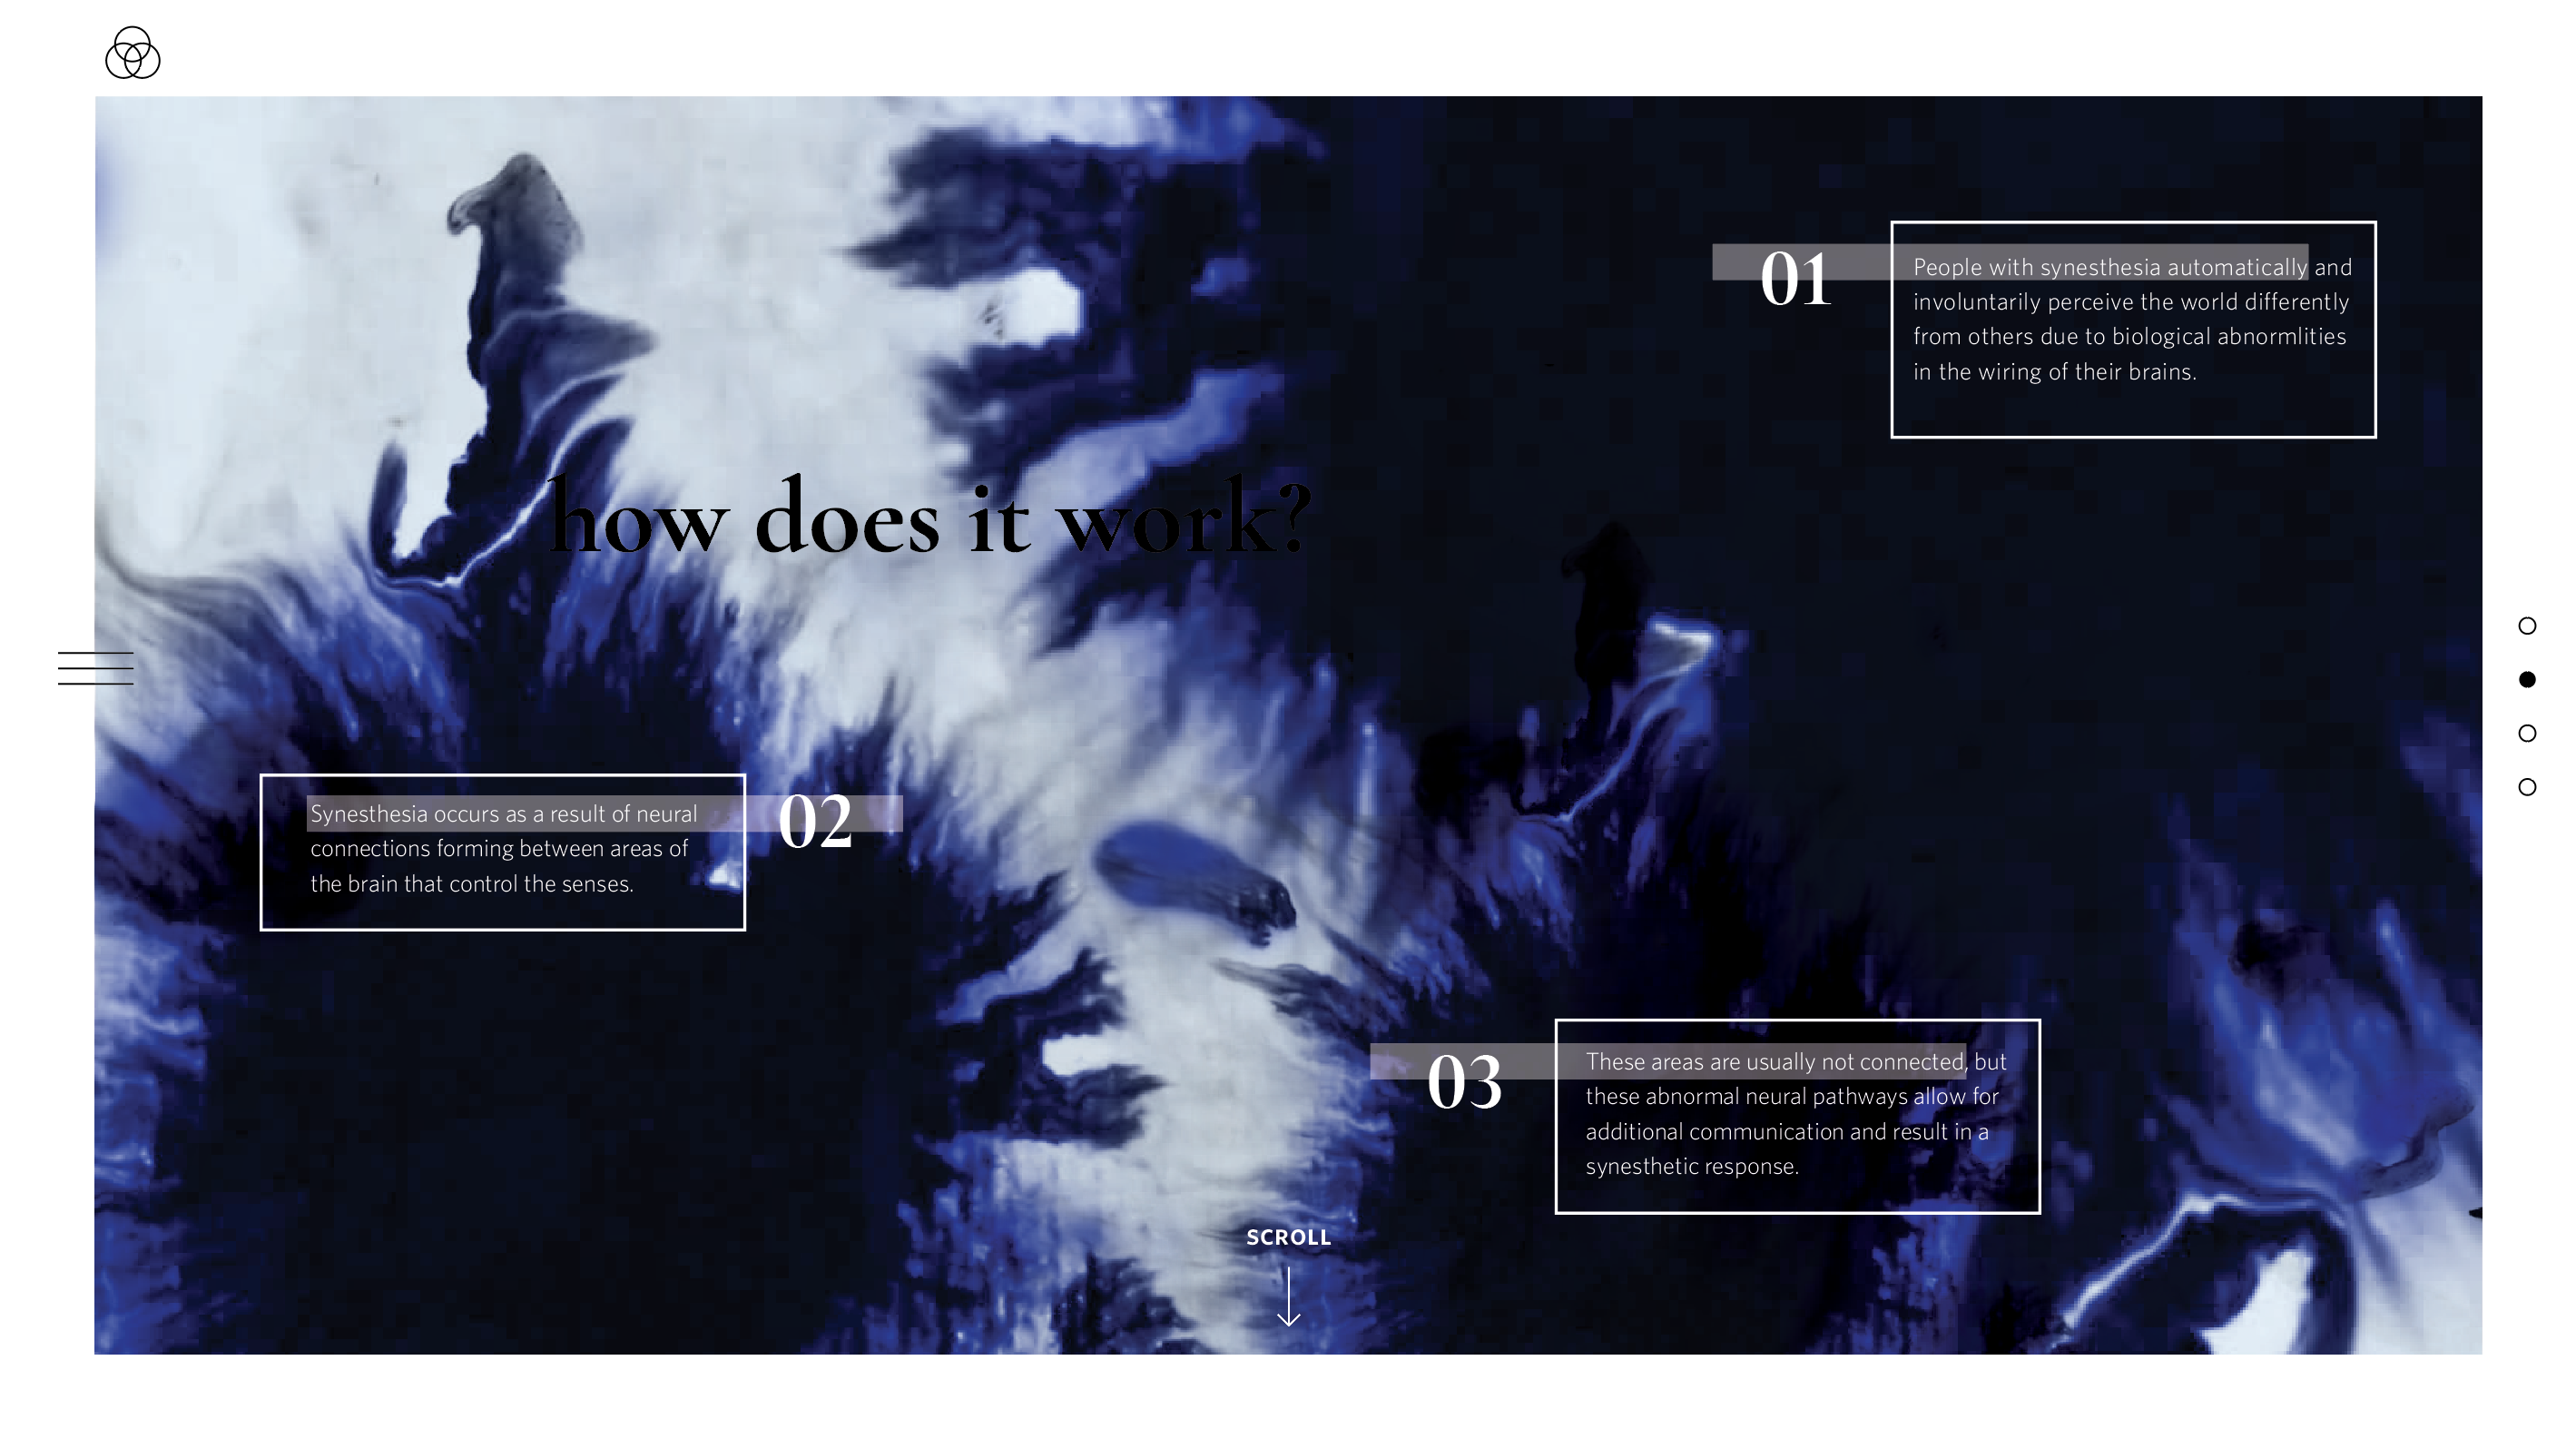 how does it work?
01
People with synesthesia automatically and
involuntarily perceive the world differently
from others due to biological abnormlities
in the wiring of their brains.
02
Synesthesia occurs as a result of neural
connections forming between areas of
the brain that control the senses.
03
These areas are usually not connected, but
these abnormal neural pathways allow for
additional communication and result in a
synesthetic response.
SCROLL